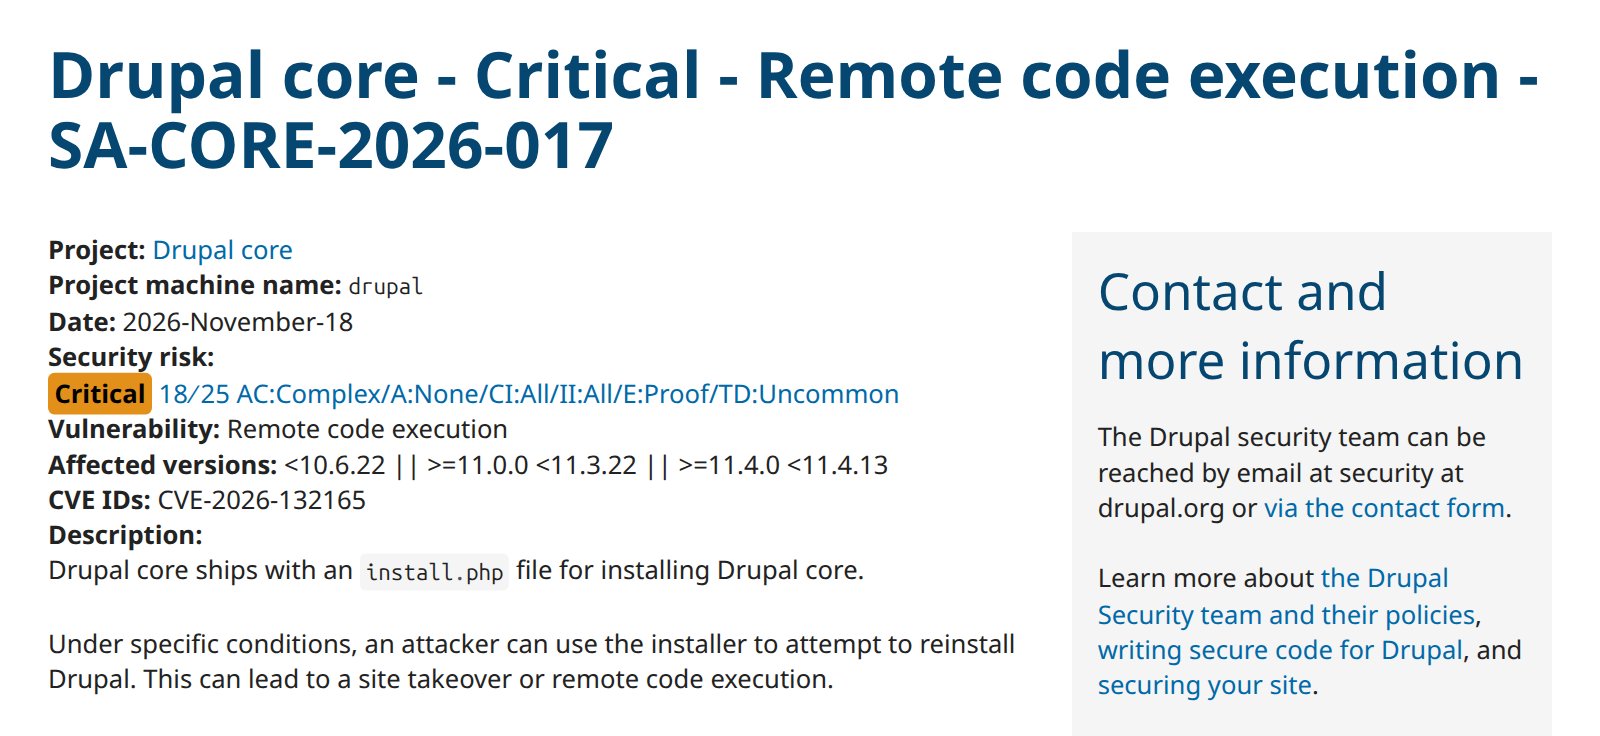 Drupal core - Critical - Remote code execution -
SA-CORE-2026-017
Project: Drupal core
Project machine name: drupal
Date: 2026-November-18
Security risk:
Critical 18∕25 AC:Complex/A:None/CI:All/II:All/E:Proof/TD:Uncommon
Vulnerability: Remote code execution
Affected versions: <10.6.22 || >=11.0.0 <11.3.22 || >=11.4.0 <11.4.13
CVE IDs: CVE-2026-132165
Description:
Drupal core ships with an install.php file for installing Drupal core.
Under specific conditions, an attacker can use the installer to attempt to reinstall
Drupal. This can lead to a site takeover or remote code execution.
Contact and
more information
The Drupal security team can be
reached by email at security at
drupal.org or via the contact form.
Learn more about the Drupal
Security team and their policies,
writing secure code for Drupal, and
securing your site.